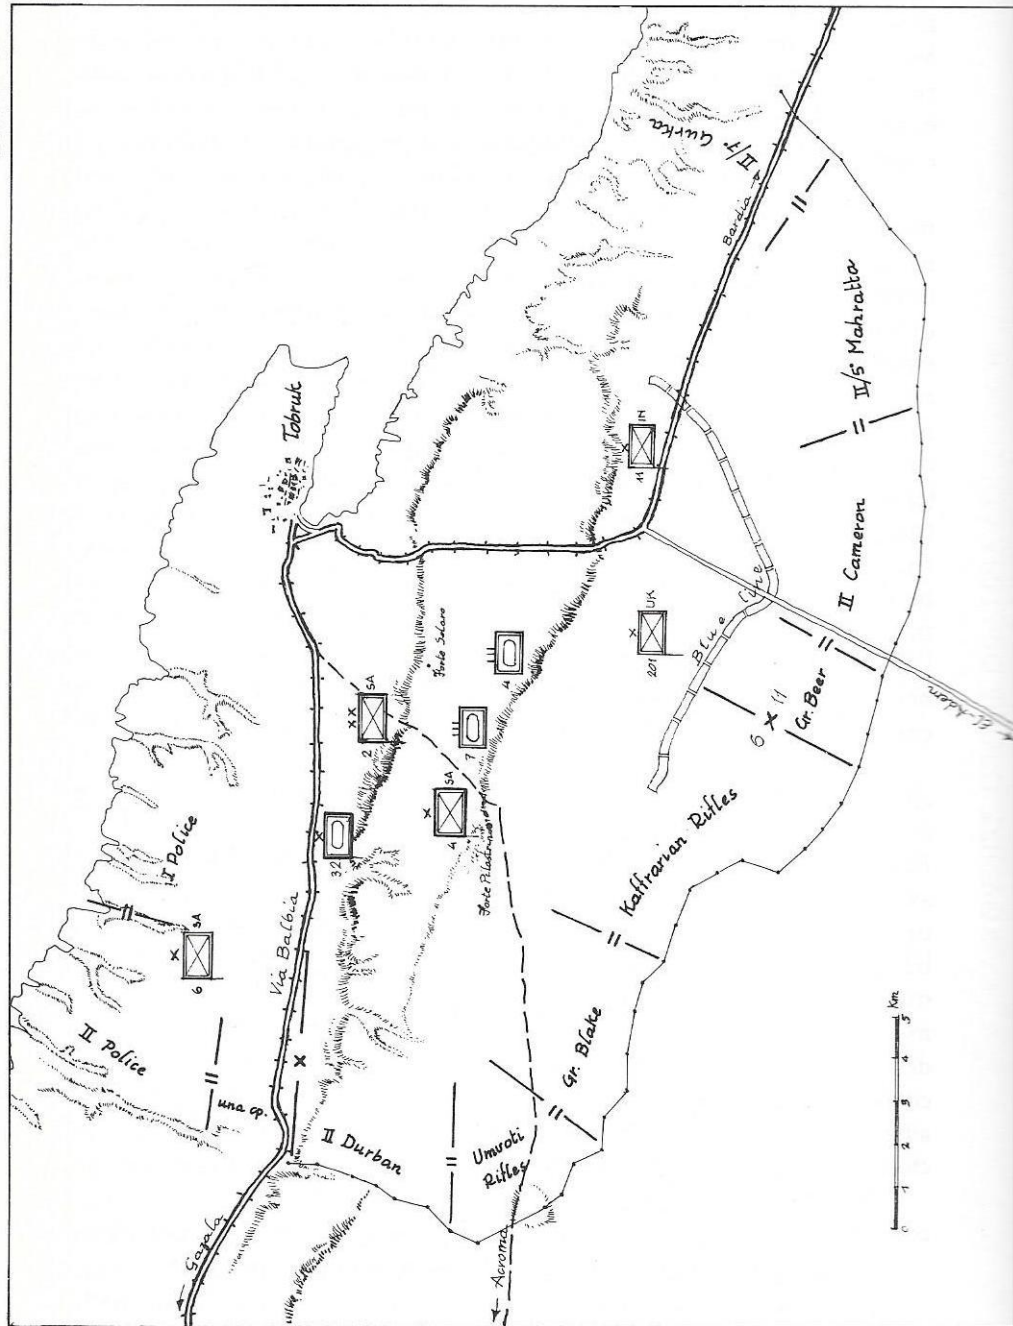 Tobruk
II/7° Gurka
Bardia
II/5° Mahratta
II Cameron
11
IN
201
UK
Blue Line
El-Adem
Gr. Beer
6 X 11
Kaffrarian Rifles
Forte Solaro
4
7
2
SA
4
SA
32
Forte Pilastrino
I Police
6
SA
II Police
Via Balbia
una cp.
II Durban
Umvoti
Rifles
Gr. Blake
Gazala
Acroma
0 1 2 3 4 5 Km